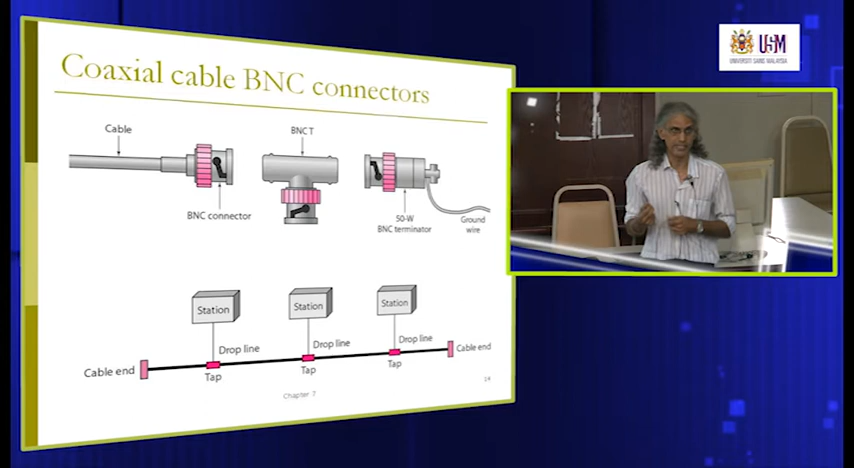 Coaxial cable BNC connectors
Cable
BNC T
BNC connector
50-W
BNC terminator
Ground
wire
Station
Station
Station
Drop line
Drop line
Drop line
Cable end
Tap
Tap
Tap
Cable end
Chapter 7
14
USM
UNIVERSITI SAINS MALAYSIA